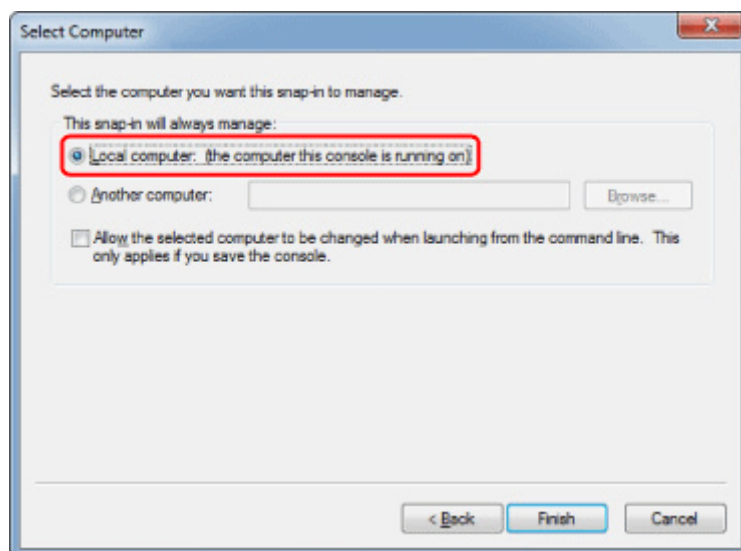 Select Computer
Select the computer you want this snap-in to manage.
This snap-in will always manage:
Local computer: (the computer this console is running on)
Another computer:
Browse...
Allow the selected computer to be changed when launching from the command line. This
only applies if you save the console.
< Back Finish Cancel